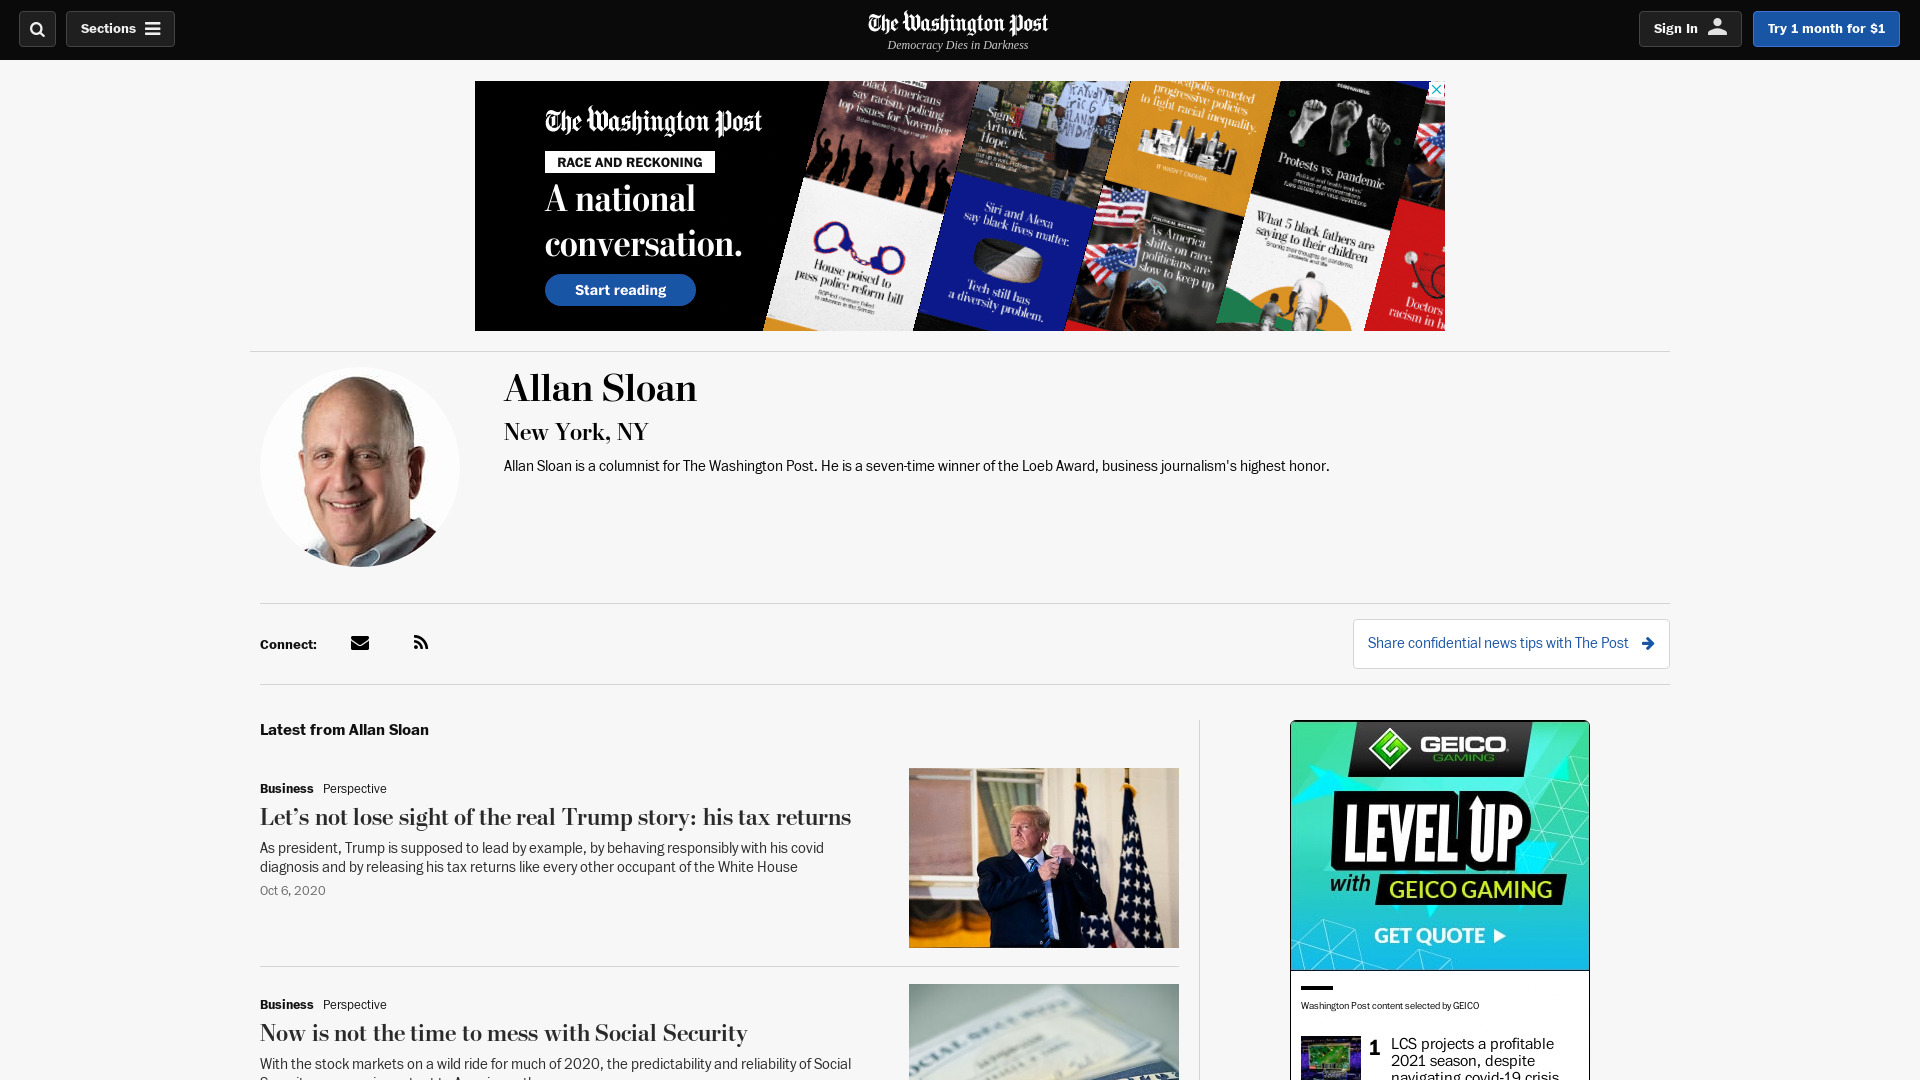 Sections
The Washington Post
Democracy Dies in Darkness
Sign In
Try 1 month for $1
The Washington Post
RACE AND RECKONING
A national
conversation.
Start reading
black Americans
say racism, policing
top issues for November
Signs.
Artwork.
Hope.
progressive policies
to fight racial inequality.
IT WASN'T ENOUGH.
CORONAVIRUS
Protests vs. pandemic
House poised to
pass police reform bill
Siri and Alexa
say black lives matter.
Tech still has
a diversity problem.
POLITICAL RECKONING
As America
shifts on race,
politicians are
slow to keep up
What 5 black fathers are
saying to their children
Doctors
racism in
Allan Sloan
New York, NY
Allan Sloan is a columnist for The Washington Post. He is a seven-time winner of the Loeb Award, business journalism's highest honor.
Connect:
Share confidential news tips with The Post
Latest from Allan Sloan
Business Perspective
Let’s not lose sight of the real Trump story: his tax returns
As president, Trump is supposed to lead by example, by behaving responsibly with his covid
diagnosis and by releasing his tax returns like every other occupant of the White House
Oct 6, 2020
Business Perspective
Now is not the time to mess with Social Security
With the stock markets on a wild ride for much of 2020, the predictability and reliability of Social
GEICO
GAMING
LEVEL UP
with GEICO GAMING
GET QUOTE
Washington Post content selected by GEICO
1
LCS projects a profitable
2021 season, despite
navigating covid-19 crisis